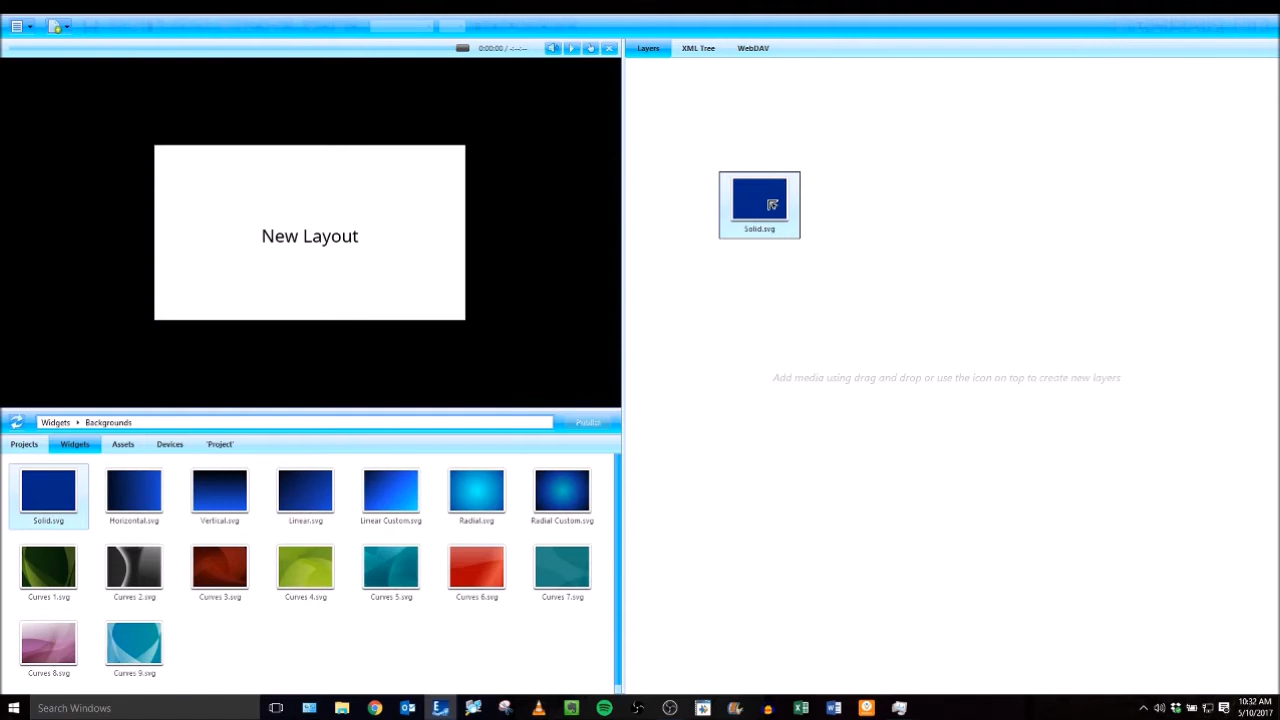 0:00:00 / -:--:--
Layers XML Tree WebDAV
New Layout
Solid.svg
Add media using drag and drop or use the icon on top to create new layers
Widgets Backgrounds
Publish
Projects Widgets Assets Devices 'Project'
Solid.svg Horizontal.svg Vertical.svg Linear.svg Linear Custom.svg Radial.svg Radial Custom.svg
Curves 1.svg Curves 2.svg Curves 3.svg Curves 4.svg Curves 5.svg Curves 6.svg Curves 7.svg
Curves 8.svg Curves 9.svg
Search Windows
10:32 AM
5/10/2017